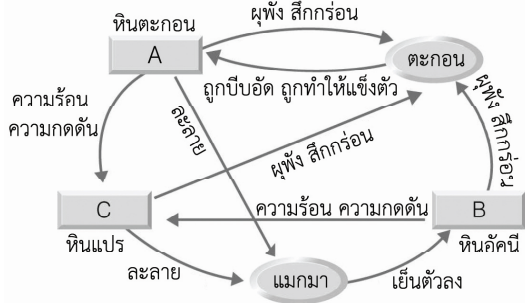 ผุพัง สึกกร่อน
หินตะกอน
A
ตะกอน
ถูกบีบอัด ถูกทำให้แข็งตัว
ความร้อน
ความกดดัน
ละลาย
ผุพัง สึกกร่อน
ผุพัง สึกกร่อน
C
ความร้อน ความกดดัน
B
หินแปร
หินอัคนี
ละลาย
แมกมา
เย็นตัวลง